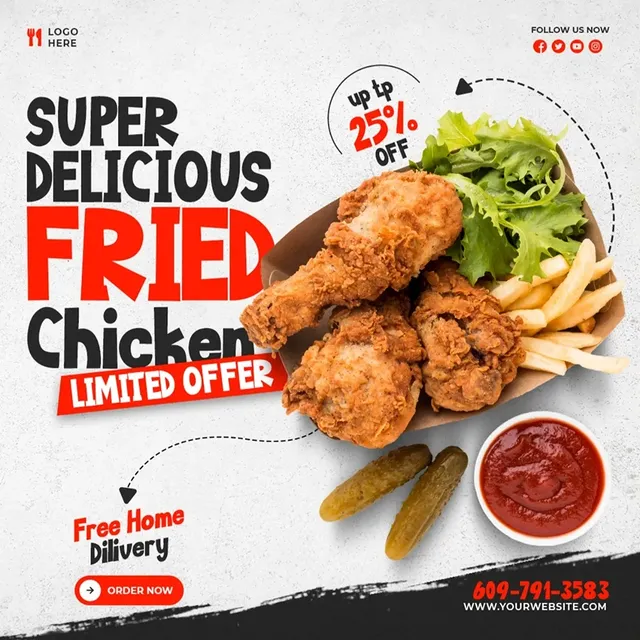 LOGO
HERE
FOLLOW US NOW
up tp
25%
OFF
SUPER
DELICIOUS
FRIED
Chicken
LIMITED OFFER
Free Home
Dilivery
ORDER NOW
609-791-3583
WWW.YOURWEBSITE.COM